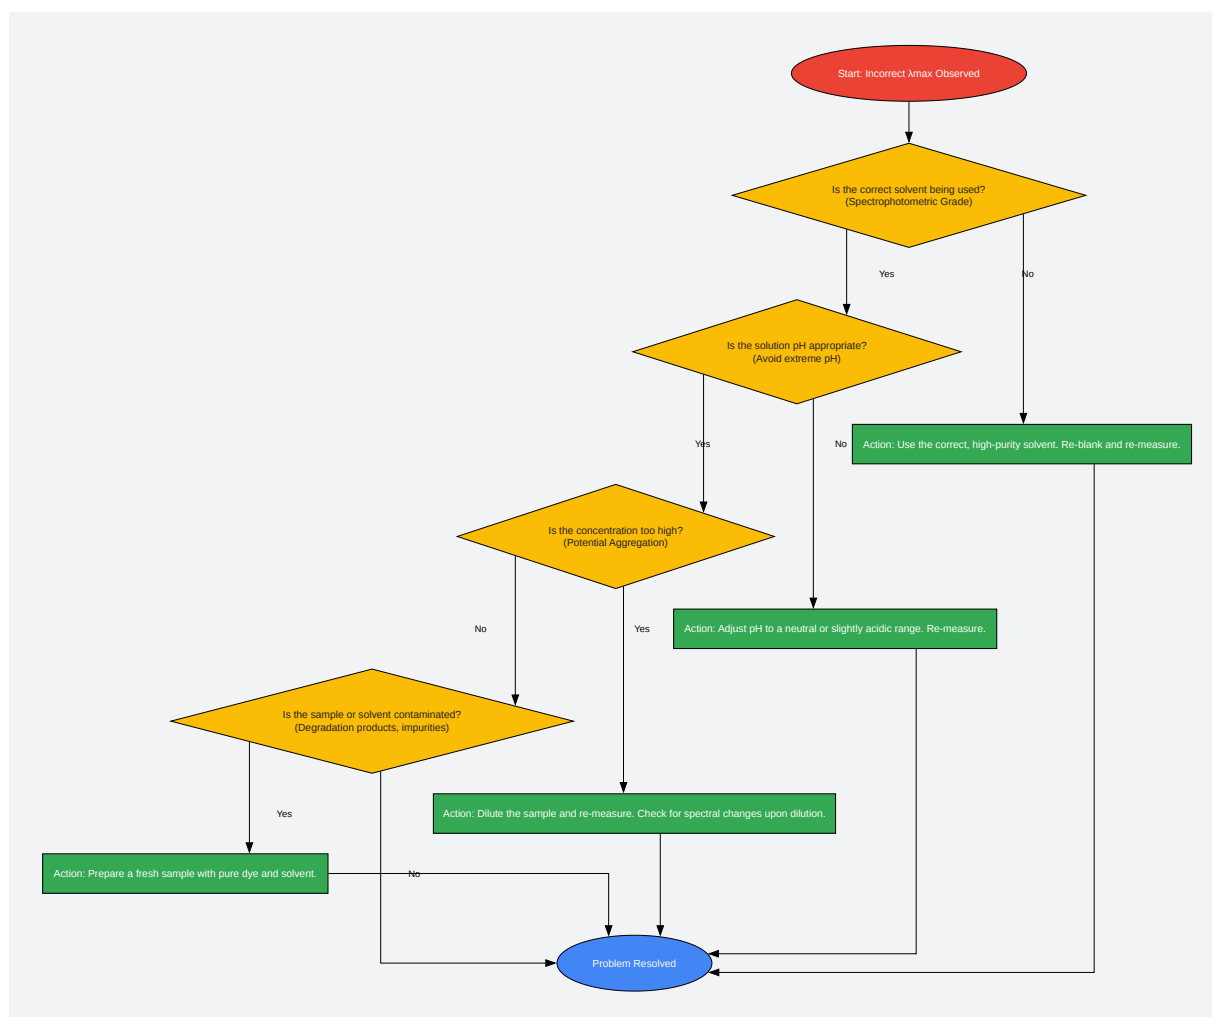 Start: Incorrect λmax Observed
Is the correct solvent being used?
(Spectrophotometric Grade)
Yes
No
Is the solution pH appropriate?
(Avoid extreme pH)
Yes
No
Action: Use the correct, high-purity solvent. Re-blank and re-measure.
Is the concentration too high?
(Potential Aggregation)
No
Yes
Action: Adjust pH to a neutral or slightly acidic range. Re-measure.
Is the sample or solvent contaminated?
(Degradation products, impurities)
Yes
Action: Dilute the sample and re-measure. Check for spectral changes upon dilution.
Action: Prepare a fresh sample with pure dye and solvent.
No
Problem Resolved